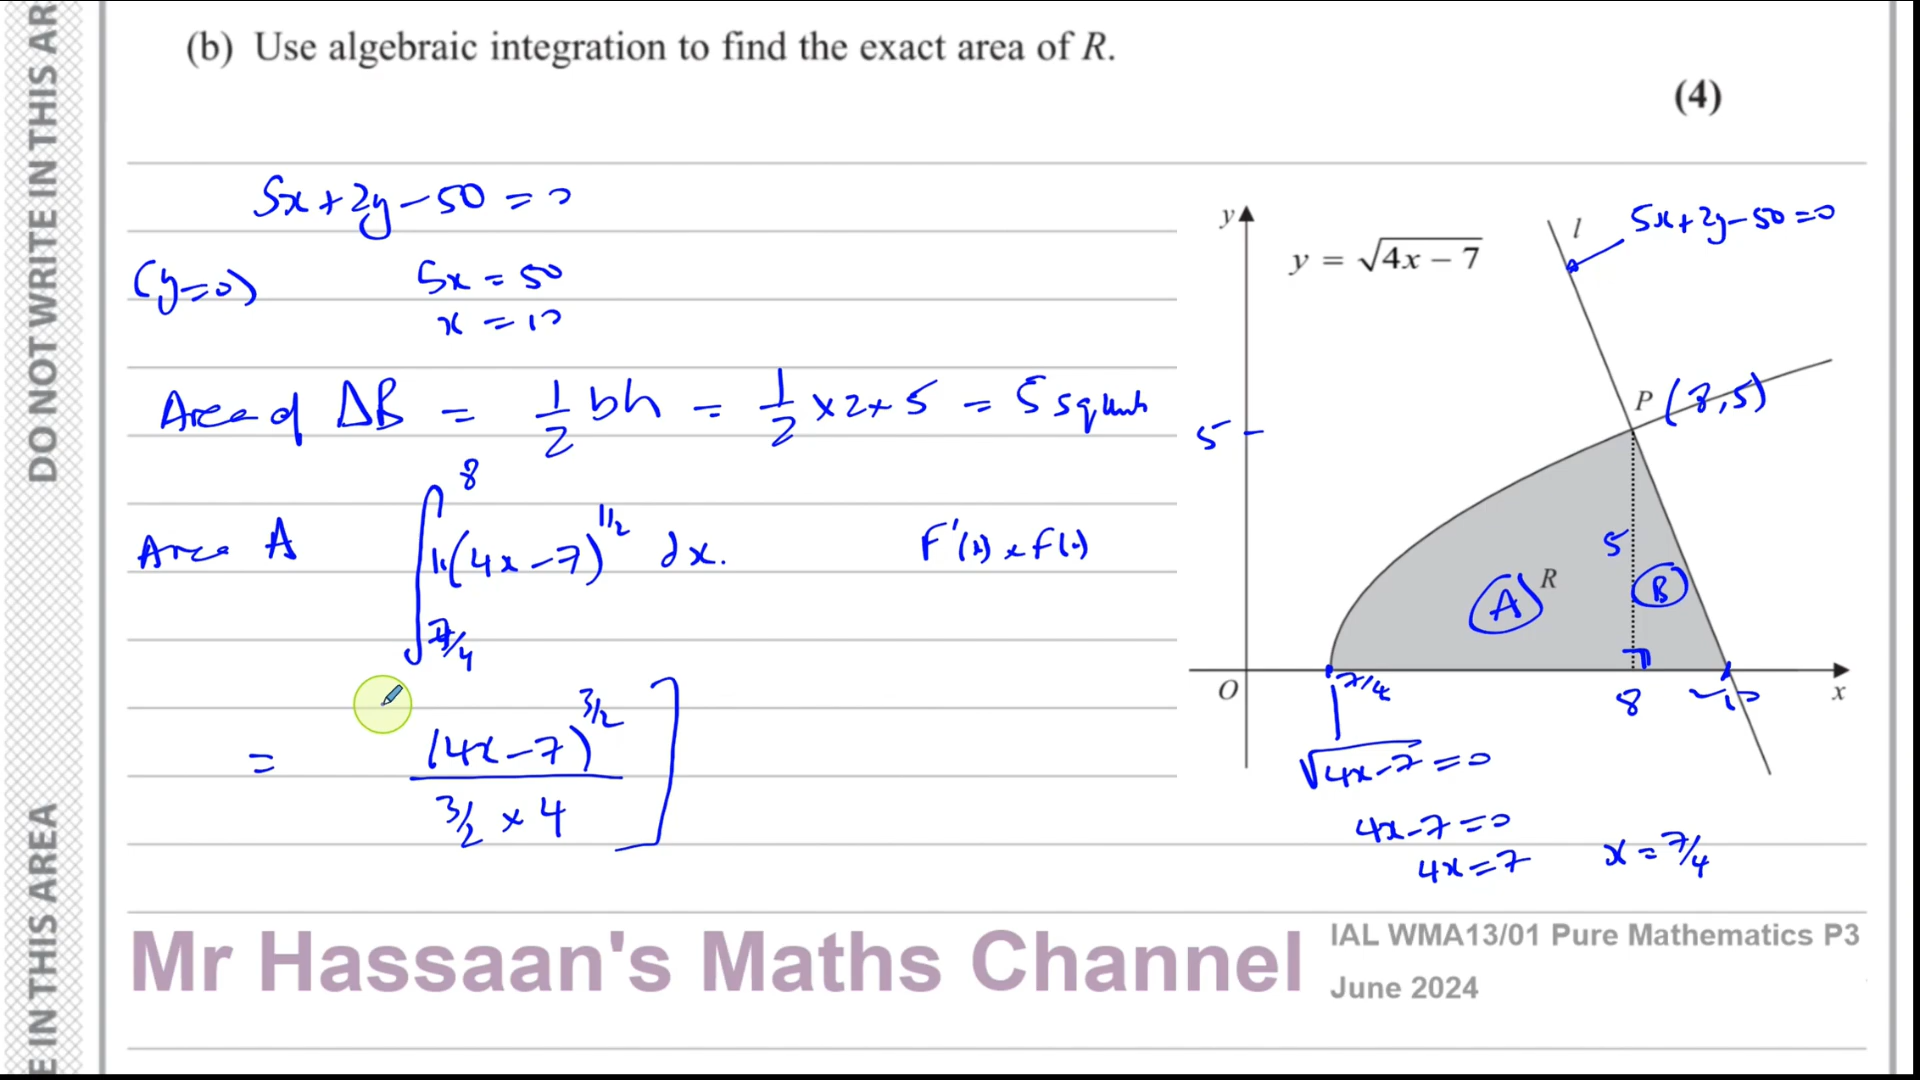 DO NOT WRITE IN THIS AR
E IN THIS AREA
(b) Use algebraic integration to find the exact area of R.
(4)
5x+2y-50=0
(y=0) 5x = 50
x = 10
Area of ΔB = 1/2 bh = 1/2 × 2 × 5 = 5 sq units
Area A ∫ 8 7/4 1(4x-7)^1/2 dx. F'(x) × f(x)
= (4x-7)^3/2 / 3/2 × 4 ]
y
y = √4x − 7
l
5x+2y-50=0
P (8,5)
5
5
A R
B
O
7/4
8
10
x
√4x-7 = 0
4x-7=0
4x=7 x = 7/4
Mr Hassaan's Maths Channel
IAL WMA13/01 Pure Mathematics P3
June 2024